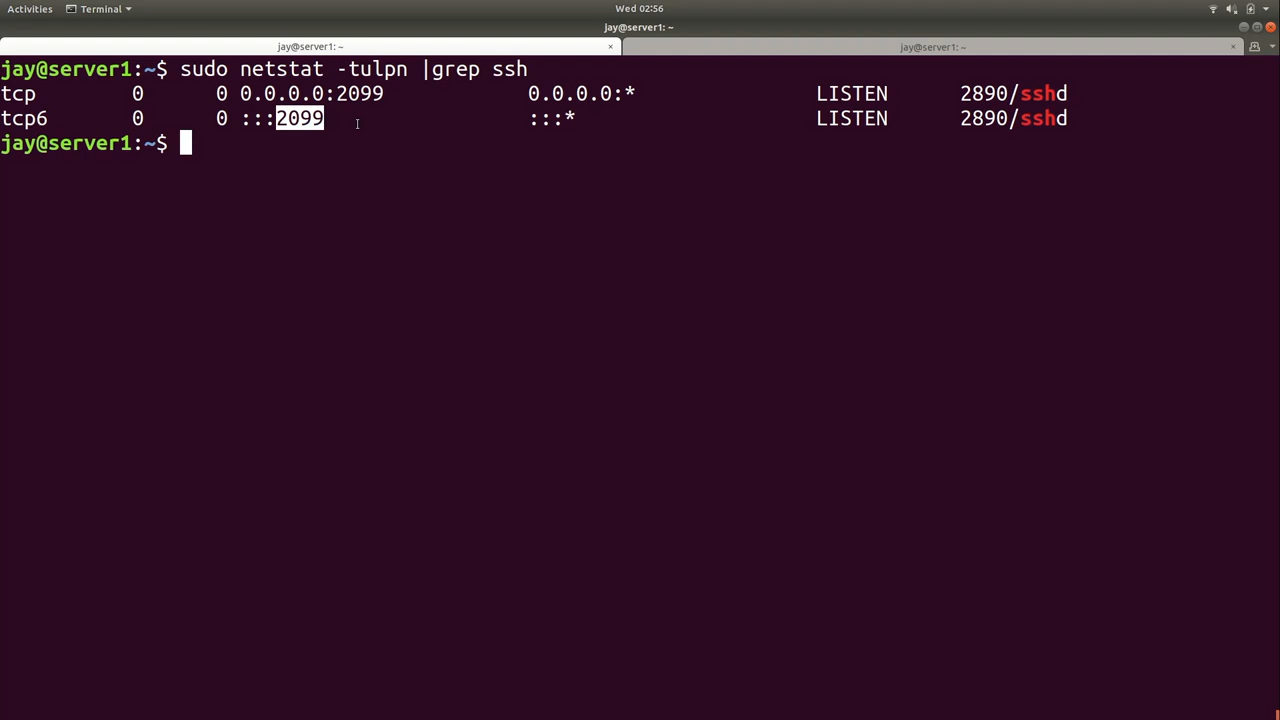 Activities Terminal Wed 02:56
jay@server1: ~
jay@server1: ~ × jay@server1: ~ ×
jay@server1:~$ sudo netstat -tulpn |grep ssh
tcp 0 0 0.0.0.0:2099 0.0.0.0:* LISTEN 2890/sshd
tcp6 0 0 :::2099 :::* LISTEN 2890/sshd
jay@server1:~$